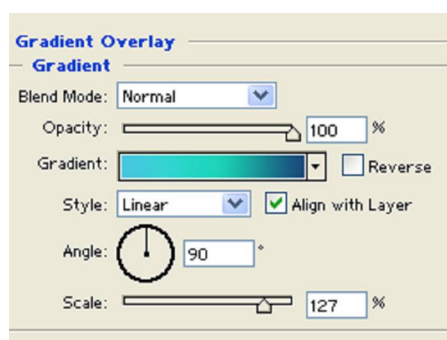 Gradient Overlay
Gradient
Blend Mode: Normal
Opacity: 100 %
Gradient: Reverse
Style: Linear Align with Layer
Angle: 90 °
Scale: 127 %